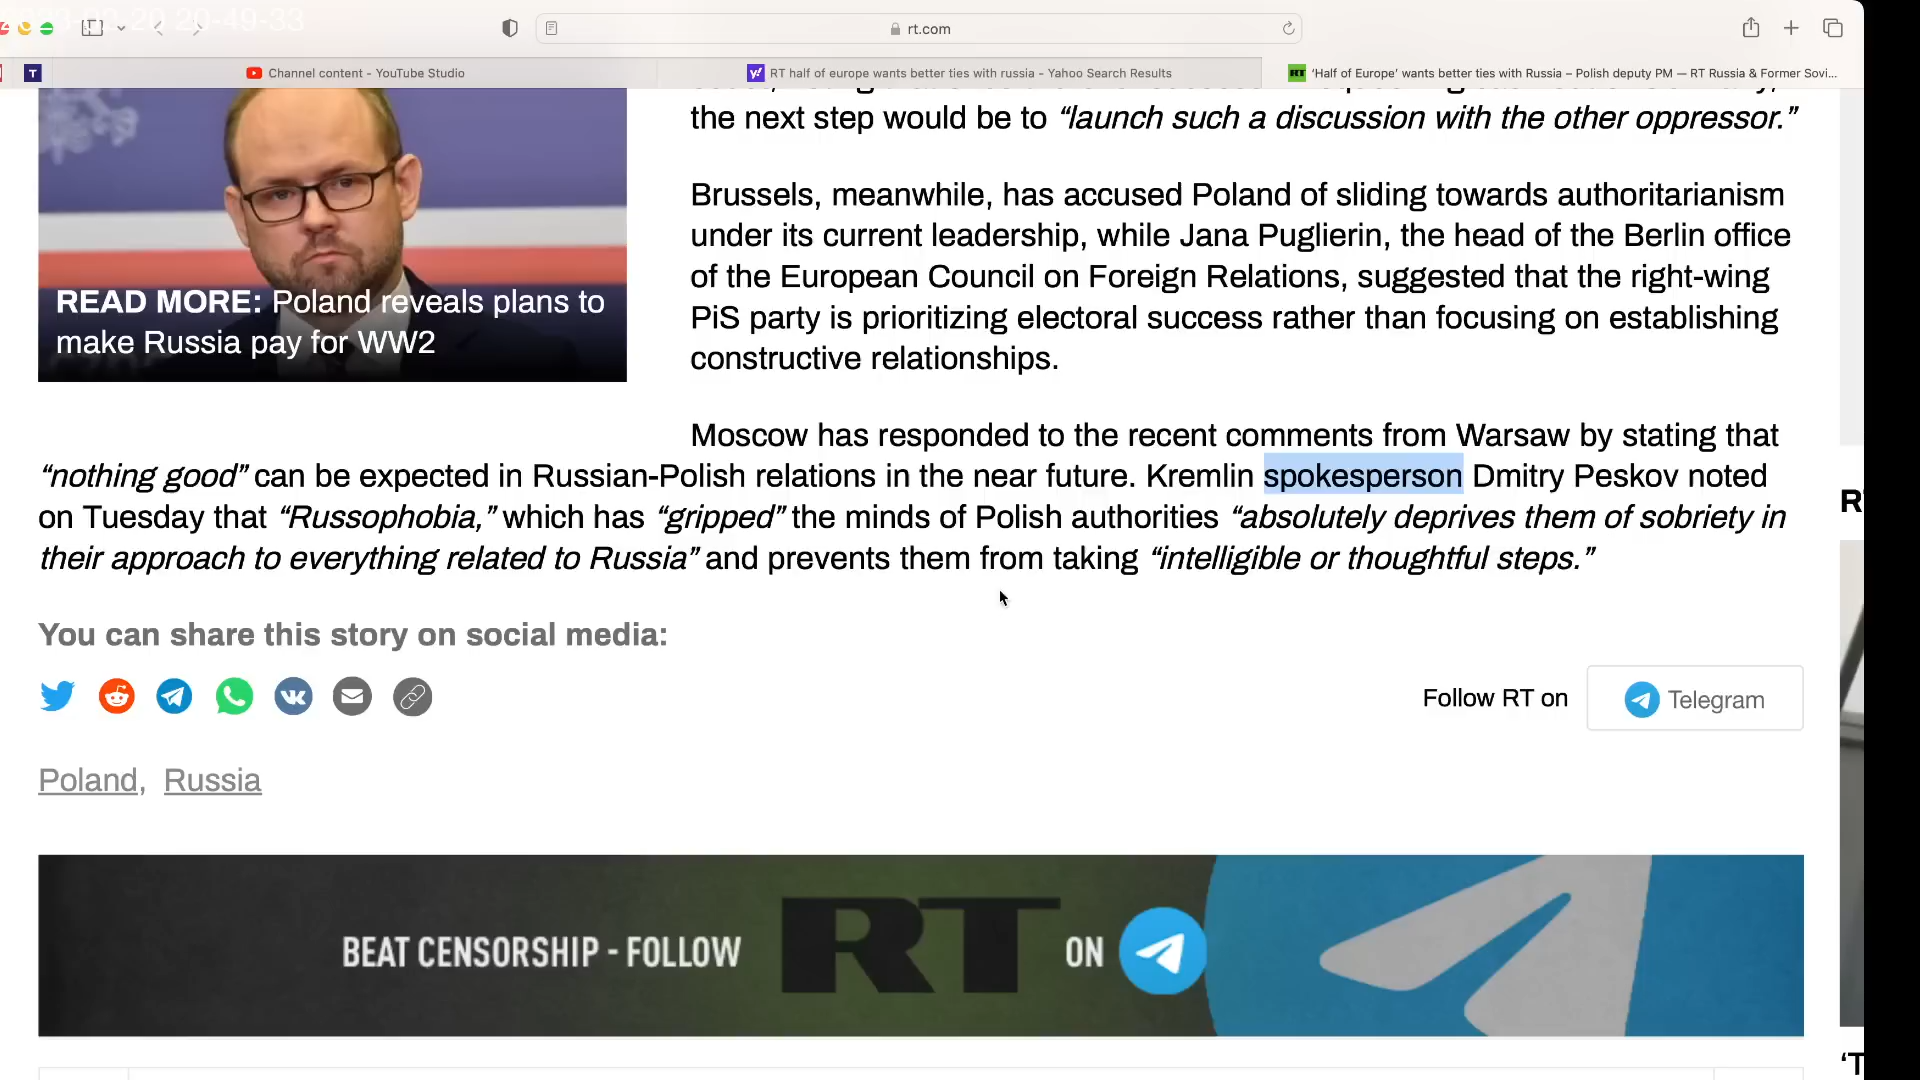 20-49-33
rt.com
T
Channel content - YouTube Studio
RT half of europe wants better ties with russia - Yahoo Search Results
RT 'Half of Europe' wants better ties with Russia – Polish deputy PM — RT Russia & Former Sovi...
the next step would be to “launch such a discussion with the other oppressor.”
Brussels, meanwhile, has accused Poland of sliding towards authoritarianism
under its current leadership, while Jana Puglierin, the head of the Berlin office
of the European Council on Foreign Relations, suggested that the right-wing
PiS party is prioritizing electoral success rather than focusing on establishing
constructive relationships.
READ MORE: Poland reveals plans to
make Russia pay for WW2
Moscow has responded to the recent comments from Warsaw by stating that
“nothing good” can be expected in Russian-Polish relations in the near future. Kremlin spokesperson Dmitry Peskov noted
on Tuesday that “Russophobia,” which has “gripped” the minds of Polish authorities “absolutely deprives them of sobriety in
their approach to everything related to Russia” and prevents them from taking “intelligible or thoughtful steps.”
You can share this story on social media:
Follow RT on
Telegram
Poland, Russia
BEAT CENSORSHIP - FOLLOW RT ON